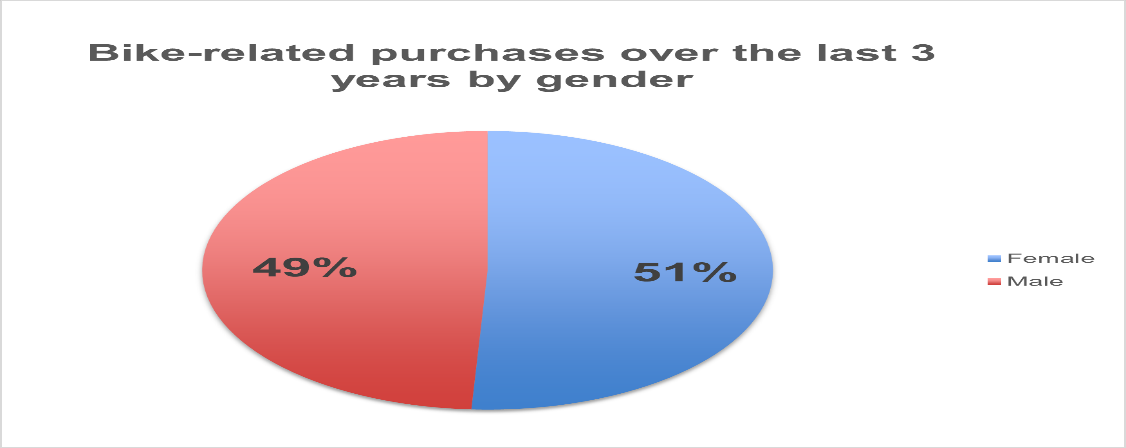 Bike-related purchases over the last 3
years by gender
49%
51%
Female
Male